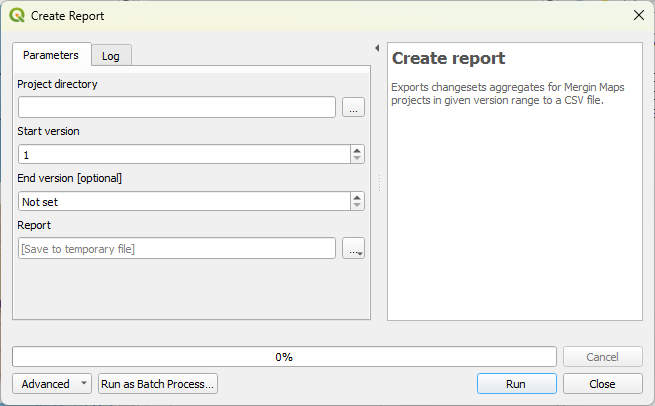 Create Report
Parameters
Log
Project directory
...
Start version
1
End version [optional]
Not set
Report
[Save to temporary file]
...
Create report
Exports changesets aggregates for Mergin Maps
projects in given version range to a CSV file.
0%
Cancel
Advanced
Run as Batch Process...
Run
Close